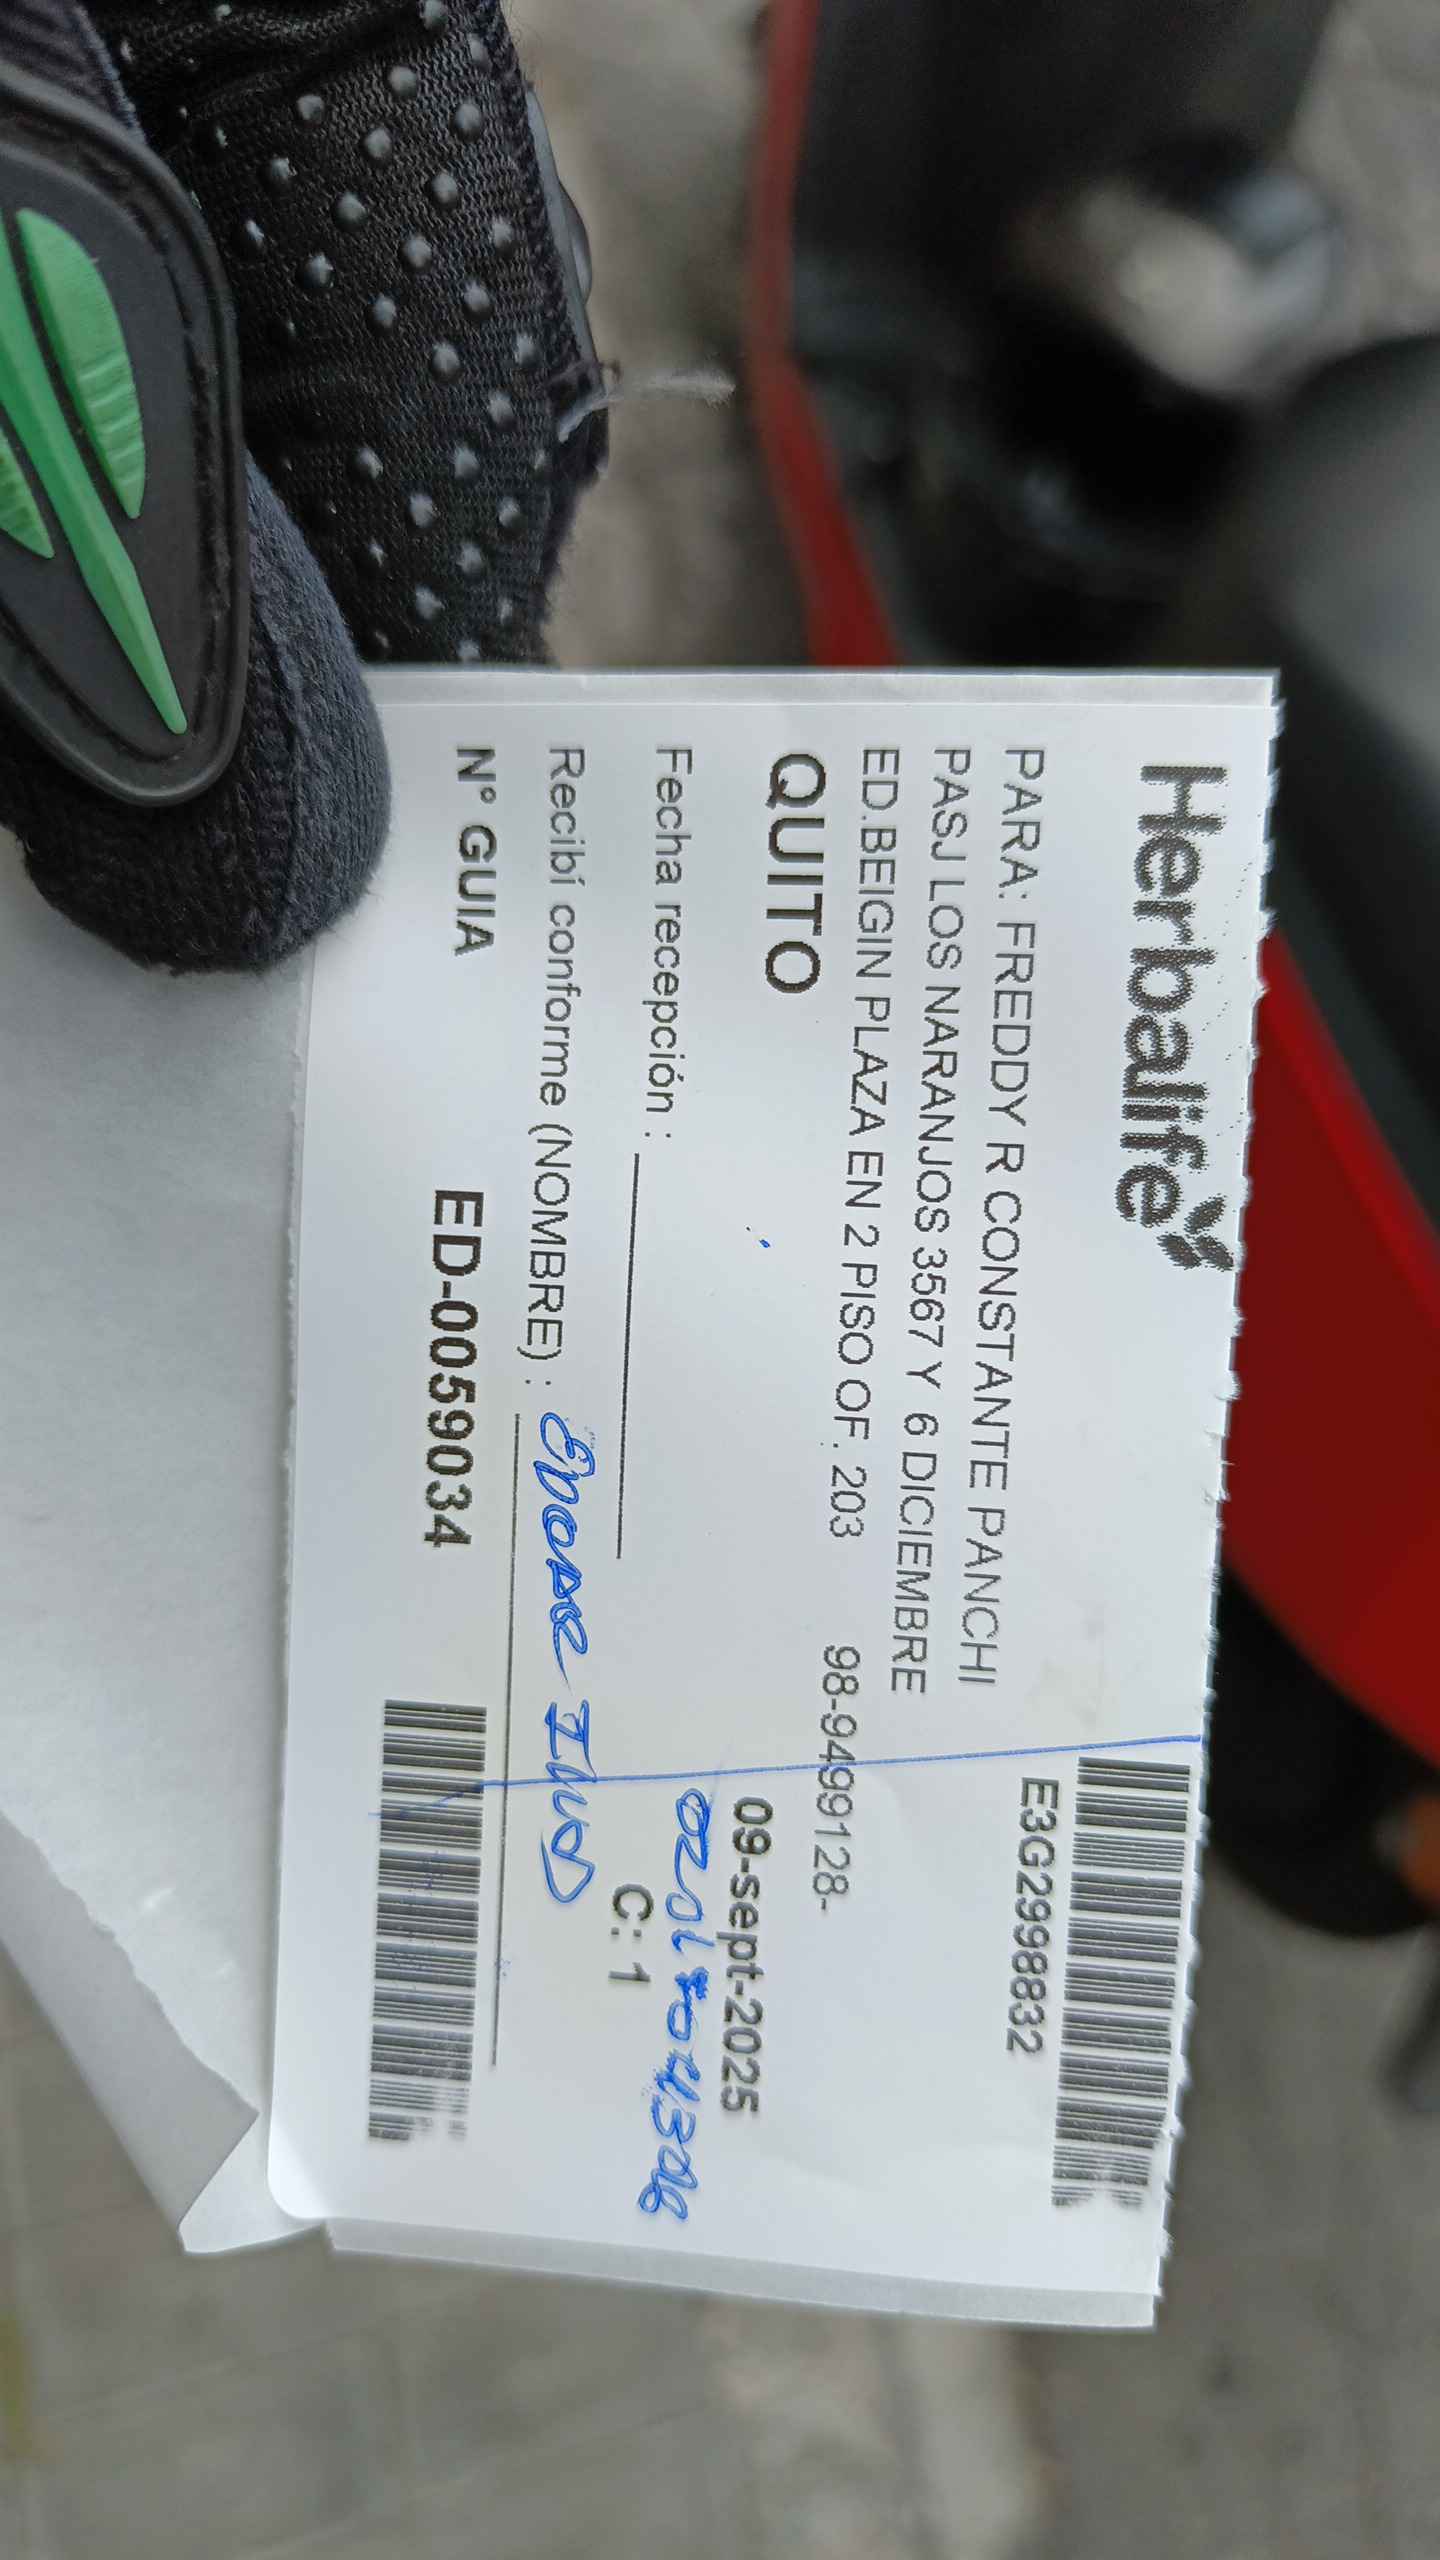 Herbalife
E3G2998832
PARA: FREDDY R CONSTANTE PANCHI
PASJ LOS NARANJOS 3567 Y 6 DICIEMBRE
ED.BEIGIN PLAZA EN 2 PISO OF. 203 98-9499128-
QUITO 09-sept-2025
Fecha recepción :
C: 1
Recibí conforme (NOMBRE) :
N° GUIA ED-0059034